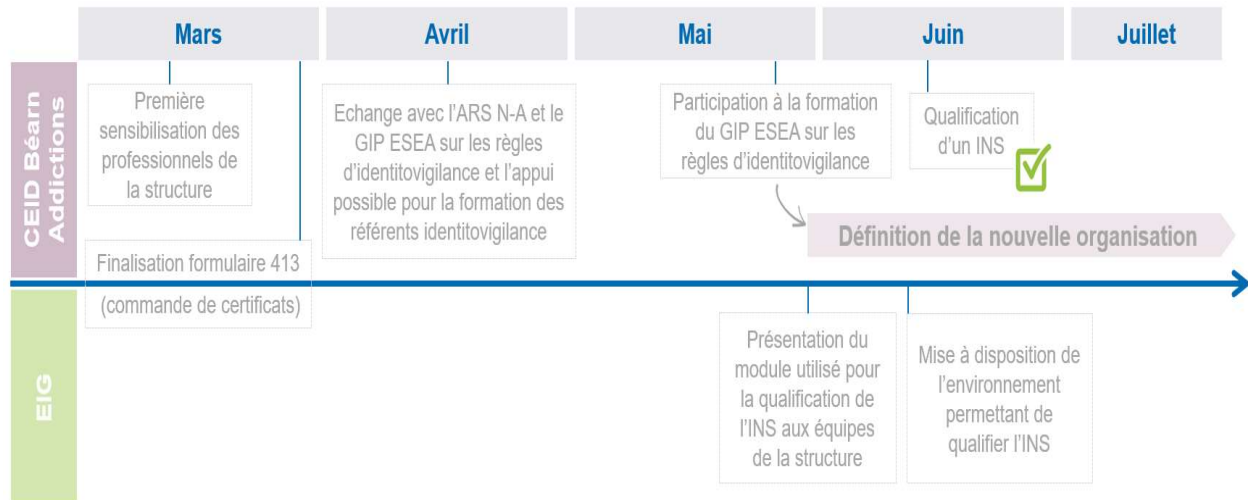 Mars
Avril
Mai
Juin
Juillet
CEID Béarn
Addictions
Première
sensibilisation des
professionnels de
la structure
Echange avec l'ARS N-A et le
GIP ESEA sur les règles
d'identitovigilance et l'appui
possible pour la formation des
référents identitovigilance
Participation à la formation
du GIP ESEA sur les
règles d'identitovigilance
Qualification
d'un INS
Définition de la nouvelle organisation
Finalisation formulaire 413
(commande de certificats)
EIG
Présentation du
module utilisé pour
la qualification de
l'INS aux équipes
de la structure
Mise à disposition de
l'environnement
permettant de
qualifier l'INS